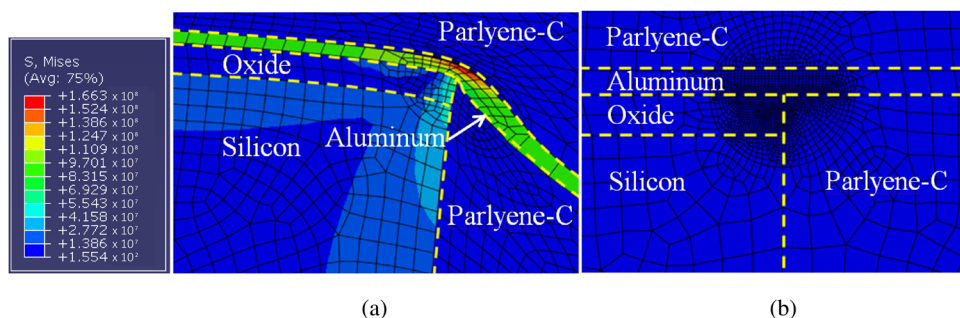 S, Mises
(Avg: 75%)
+1.663 x 10⁸
+1.524 x 10⁸
+1.386 x 10⁸
+1.247 x 10⁸
+1.109 x 10⁸
+9.701 x 10⁷
+8.315 x 10⁷
+6.929 x 10⁷
+5.543 x 10⁷
+4.158 x 10⁷
+2.772 x 10⁷
+1.386 x 10⁷
+1.554 x 10²
Parlyene-C
Oxide
Silicon
Aluminum
Parlyene-C
(a)
Parlyene-C
Aluminum
Oxide
Silicon
Parlyene-C
(b)